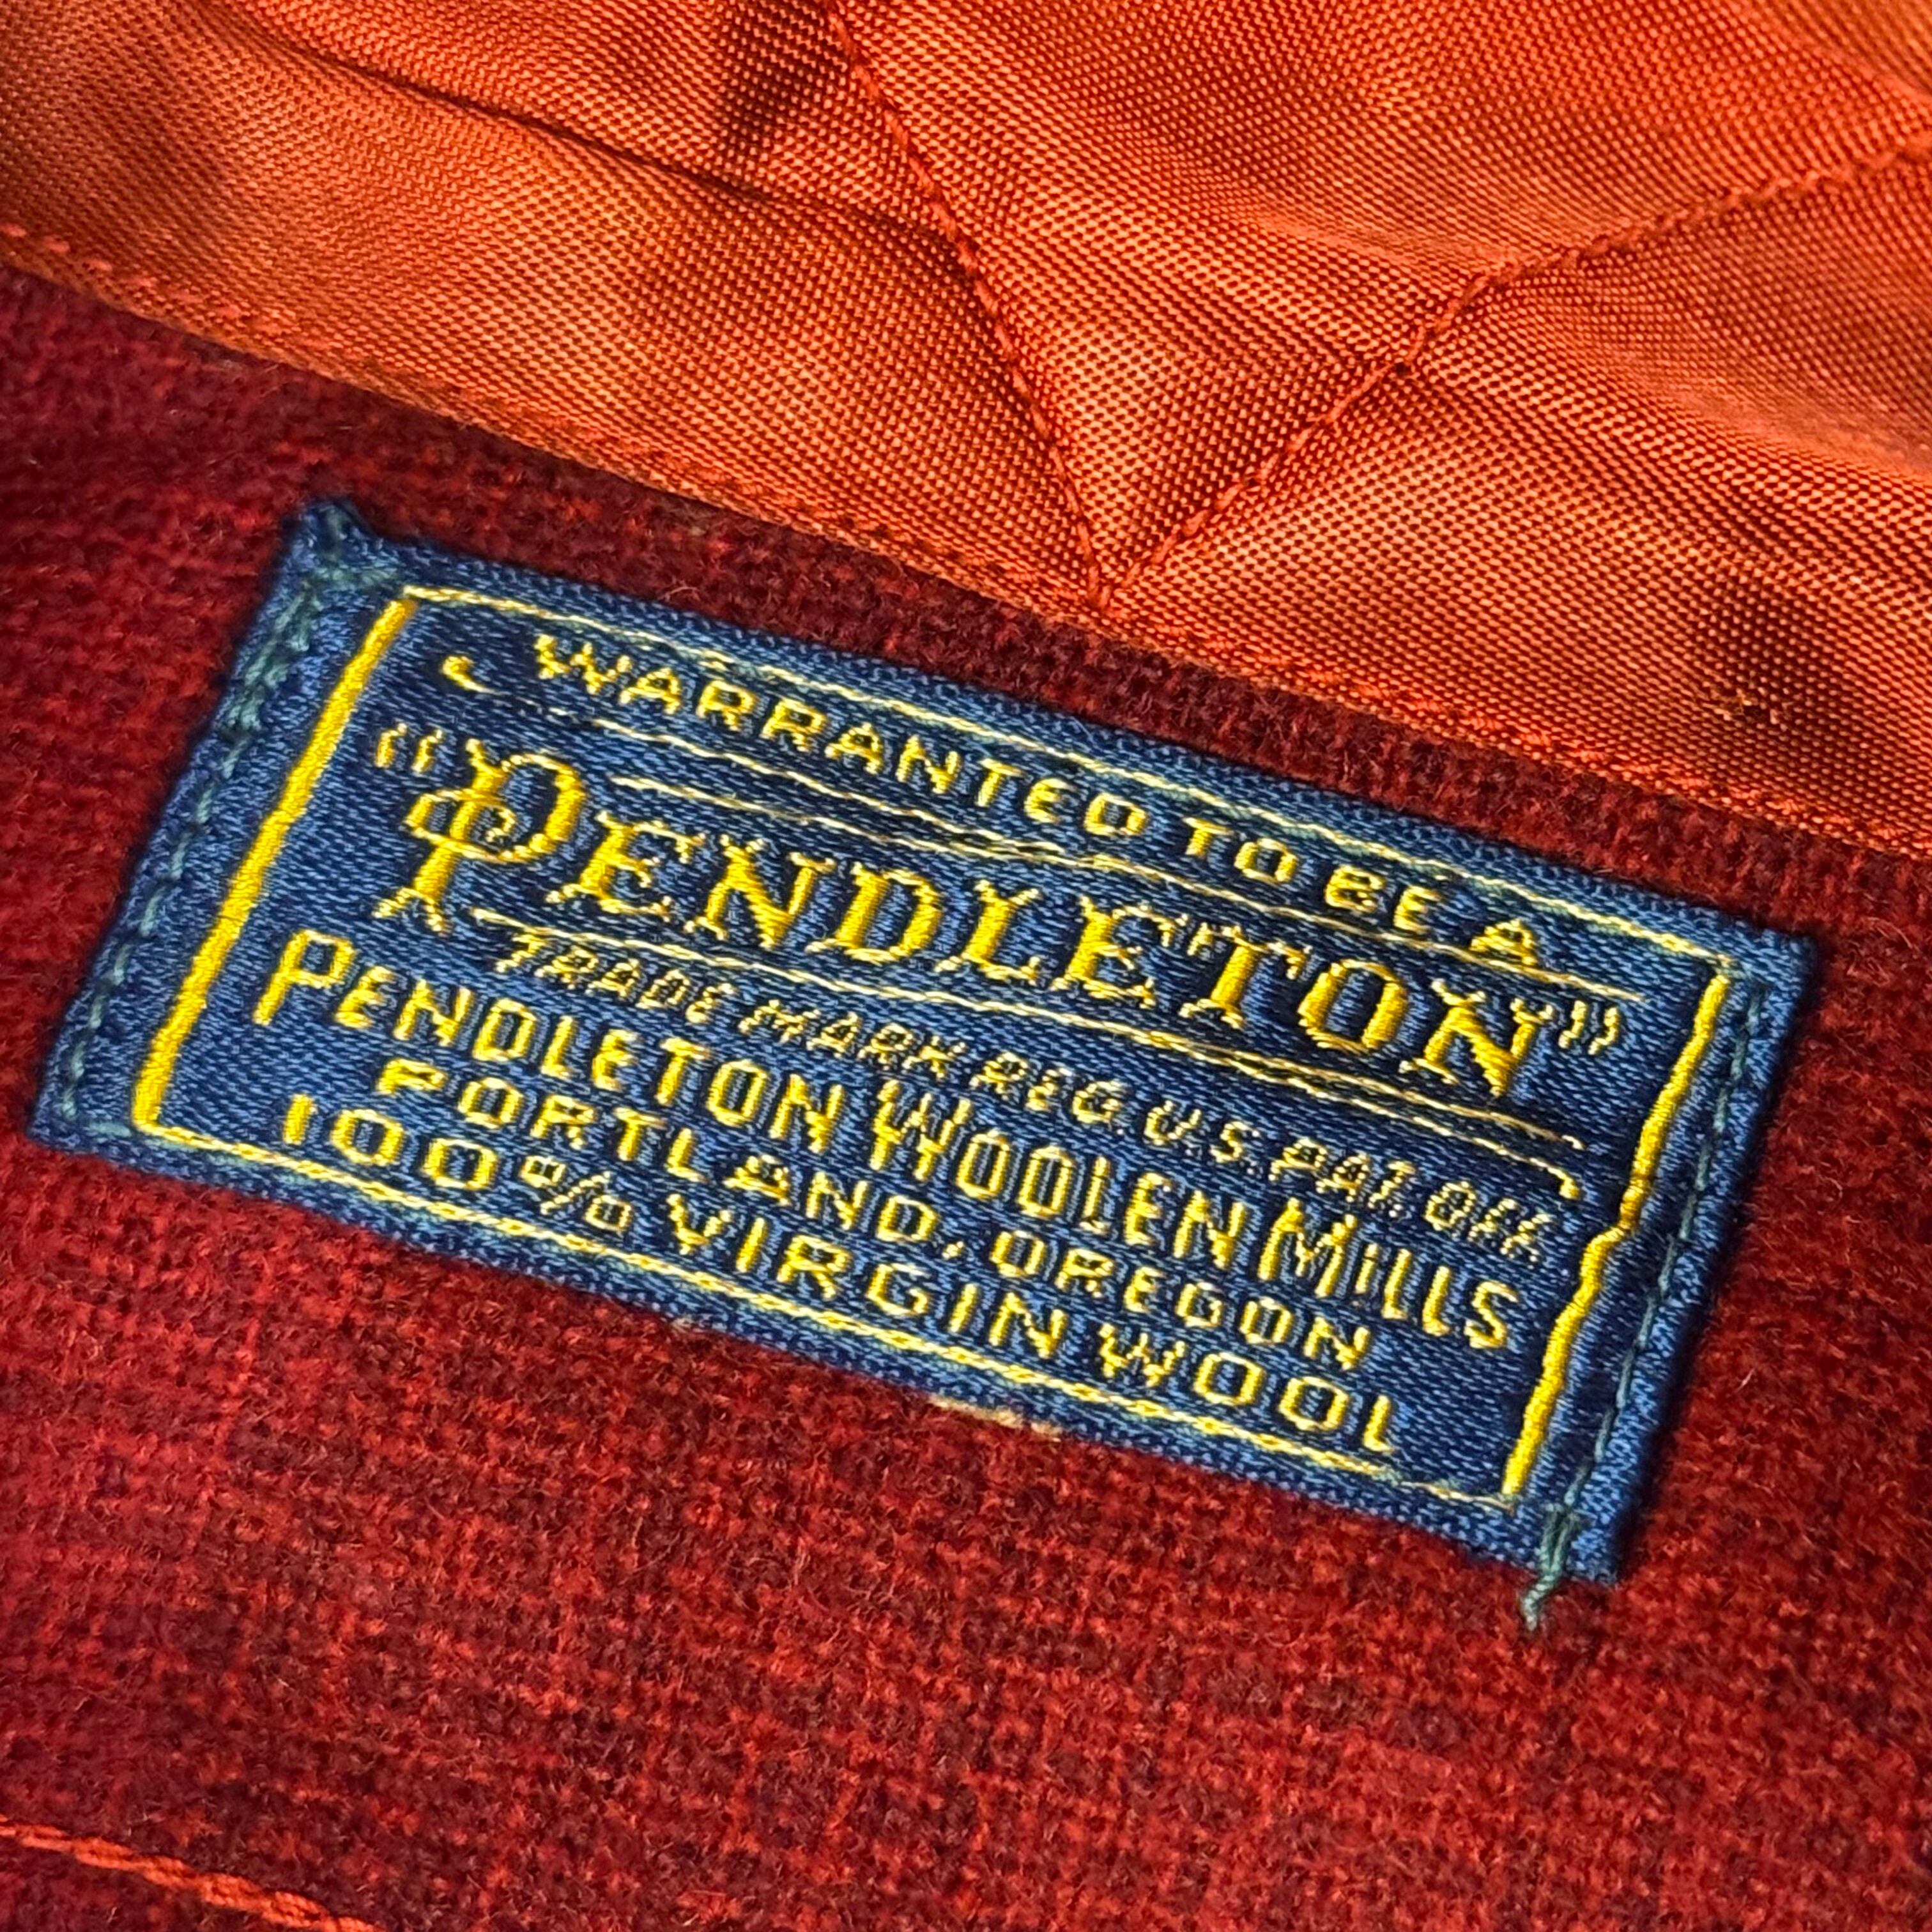 WARRANTED TO BE A
"PENDLETON"
TRADE MARK REG. U.S. PAT. OFF.
PENDLETON WOOLEN MILLS
PORTLAND, OREGON
100% VIRGIN WOOL